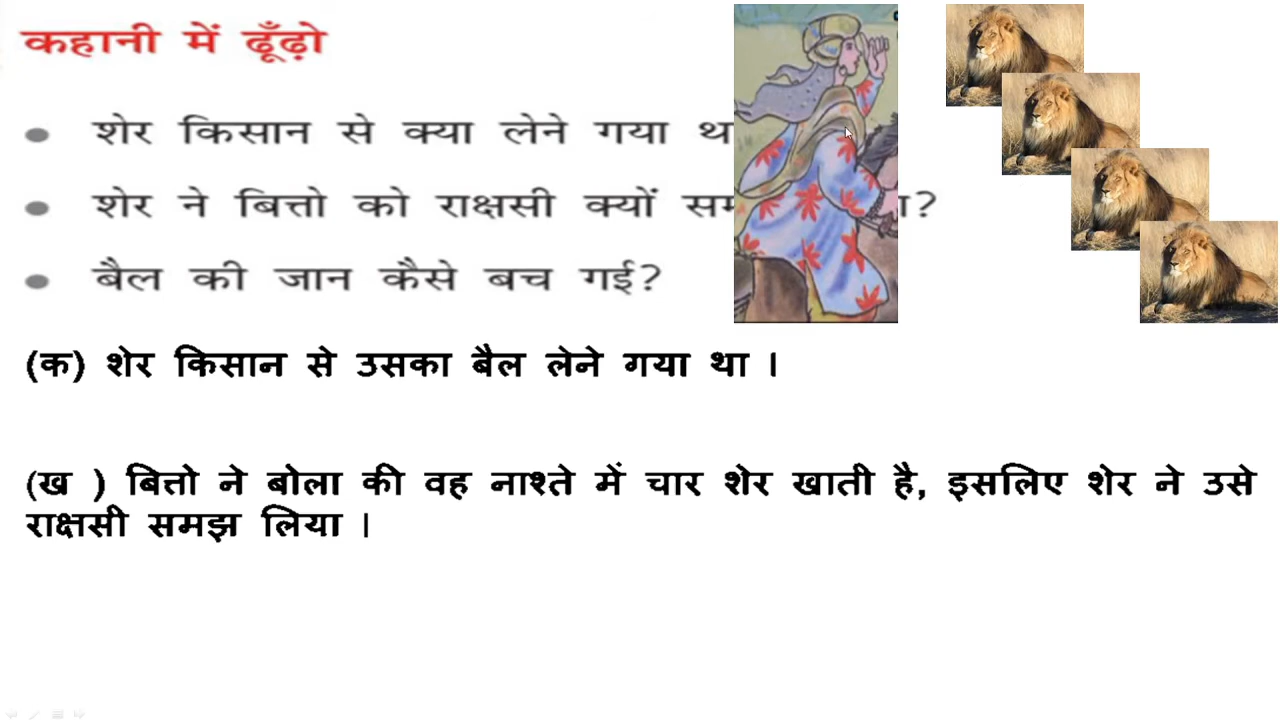 कहानी में ढूँढ़ो
• शेर किसान से क्या लेने गया
• शेर ने बित्तो को राक्षसी क्यों ?
• बैल की जान कैसे बच गई?
(क) शेर किसान से उसका बैल लेने गया था ।
(ख ) बित्तो ने बोला की वह नाश्ते में चार शेर खाती है, इसलिए शेर ने उसे
राक्षसी समझ लिया ।